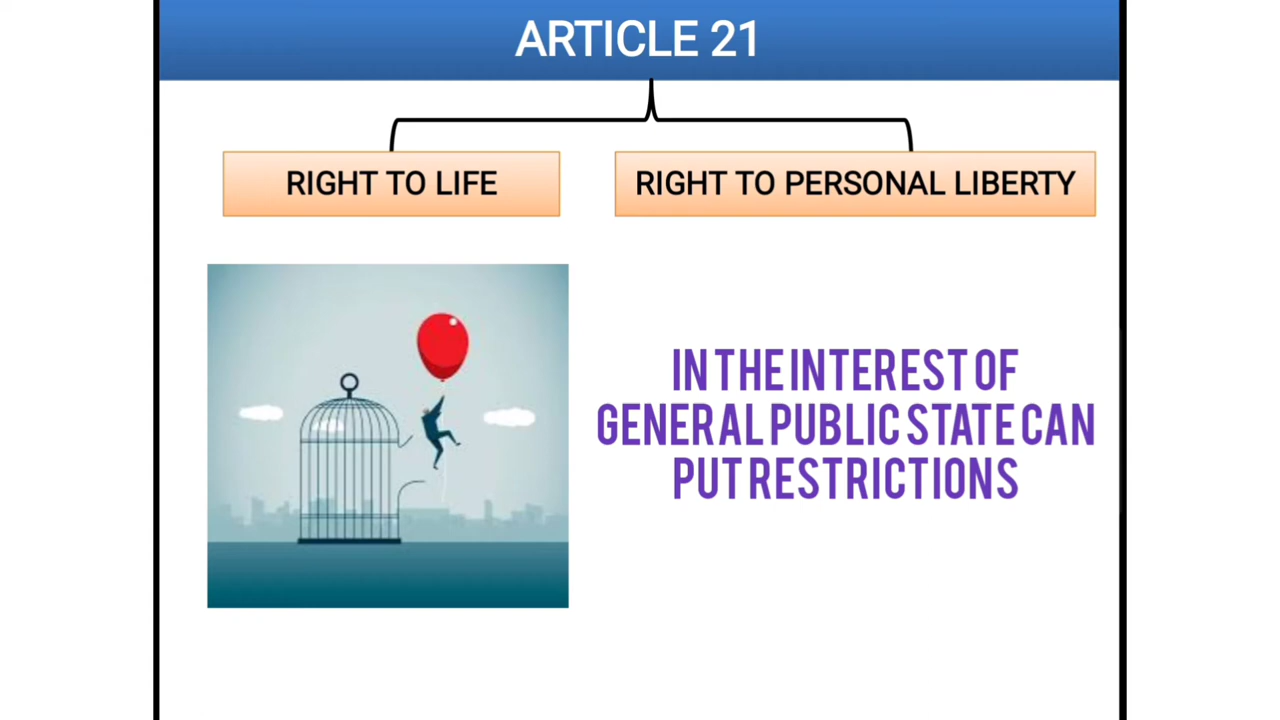 ARTICLE 21
RIGHT TO LIFE
RIGHT TO PERSONAL LIBERTY
IN THE INTEREST OF
GENERAL PUBLIC STATE CAN
PUT RESTRICTIONS